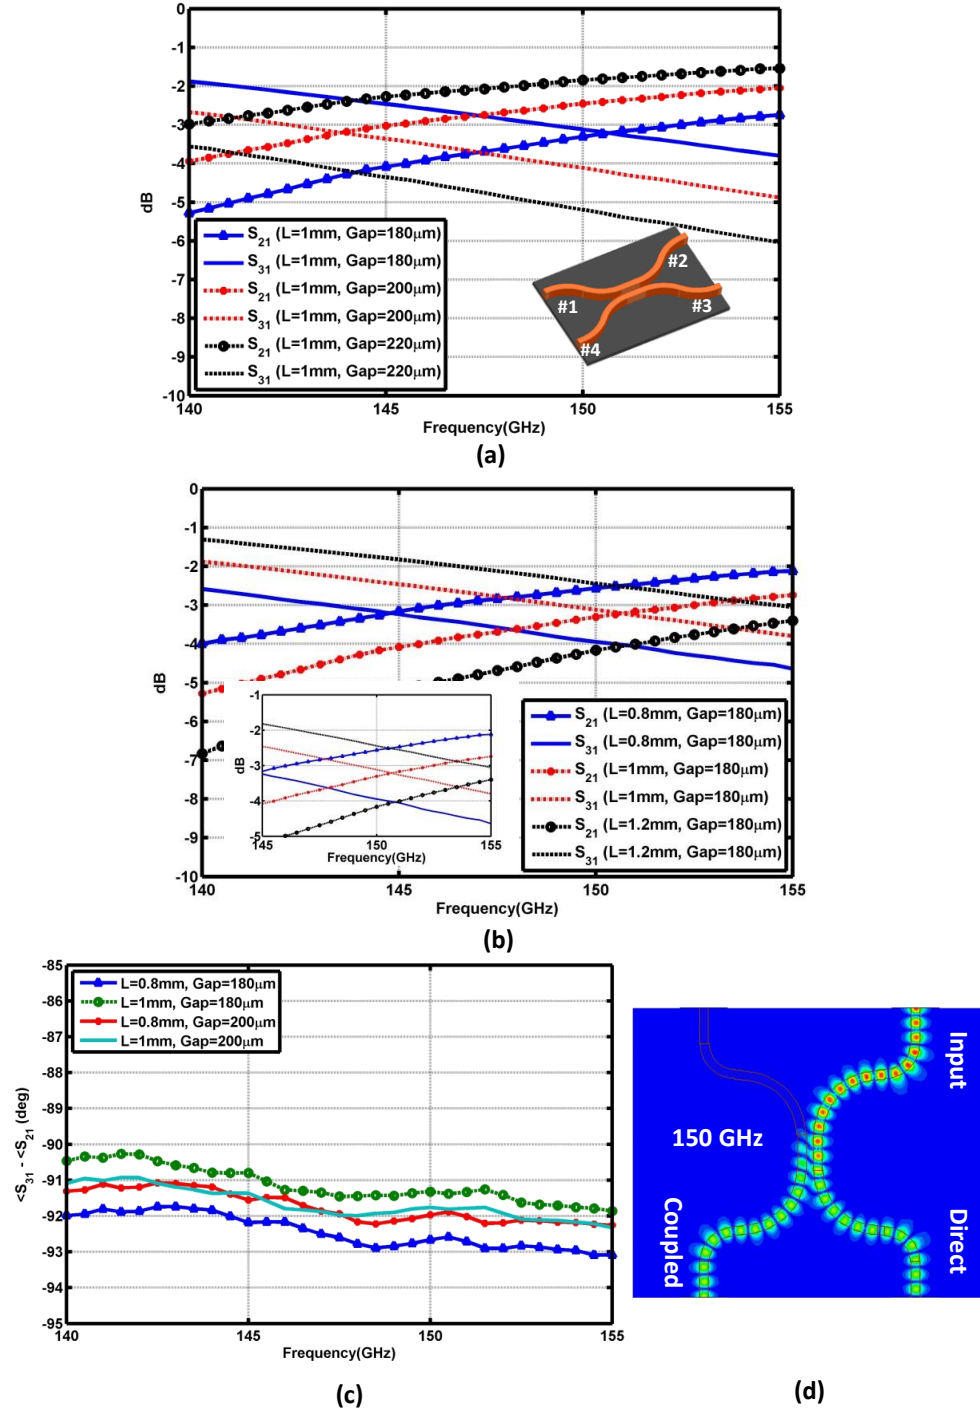 0
-1
-2
-3
-4
-5
-6
-7
-8
-9
-10
dB
S21 (L=1mm, Gap=180μm)
S31 (L=1mm, Gap=180μm)
S21 (L=1mm, Gap=200μm)
S31 (L=1mm, Gap=200μm)
S21 (L=1mm, Gap=220μm)
S31 (L=1mm, Gap=220μm)
#1
#2
#3
#4
140 145 150 155
Frequency(GHz)
(a)
0
-1
-2
-3
-4
-5
-6
-7
-8
-9
-10
dB
-1
-2
-3
-4
-5
dB
145 150 155
Frequency(GHz)
S21 (L=0.8mm, Gap=180μm)
S31 (L=0.8mm, Gap=180μm)
S21 (L=1mm, Gap=180μm)
S31 (L=1mm, Gap=180μm)
S21 (L=1.2mm, Gap=180μm)
S31 (L=1.2mm, Gap=180μm)
140 145 150 155
Frequency(GHz)
(b)
-85
-86
-87
-88
-89
-90
-91
-92
-93
-94
-95
<S31 - <S21 (deg)
L=0.8mm, Gap=180μm
L=1mm, Gap=180μm
L=0.8mm, Gap=200μm
L=1mm, Gap=200μm
140 145 150 155
Frequency(GHz)
(c)
Input
150 GHz
Coupled
Direct
(d)